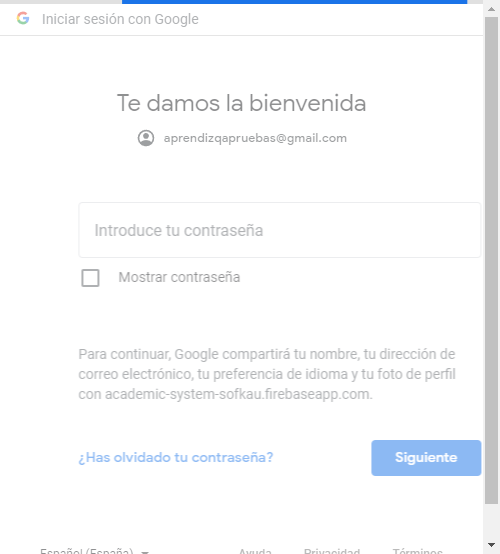 Iniciar sesión con Google
Te damos la bienvenida
aprendizqapruebas@gmail.com
Introduce tu contraseña
Mostrar contraseña
Para continuar, Google compartirá tu nombre, tu dirección de
correo electrónico, tu preferencia de idioma y tu foto de perfil
con academic-system-sofkau.firebaseapp.com.
¿Has olvidado tu contraseña?
Siguiente
Español (España)
Ayuda
Privacidad
Términos